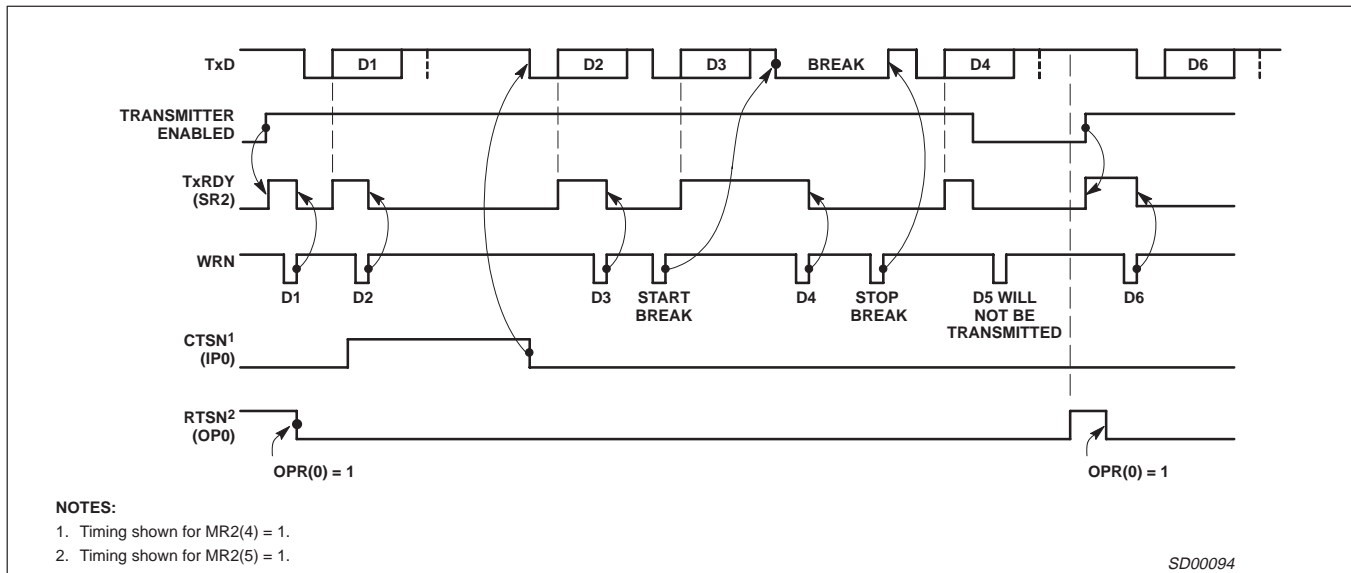 TxD
D1
D2
D3
BREAK
D4
D6
TRANSMITTER
ENABLED
TxRDY
(SR2)
WRN
D1
D2
D3
START
BREAK
D4
STOP
BREAK
D5 WILL
NOT BE
TRANSMITTED
D6
CTSN1
(IP0)
RTSN2
(OP0)
OPR(0) = 1
OPR(0) = 1
NOTES:
1. Timing shown for MR2(4) = 1.
2. Timing shown for MR2(5) = 1.
SD00094